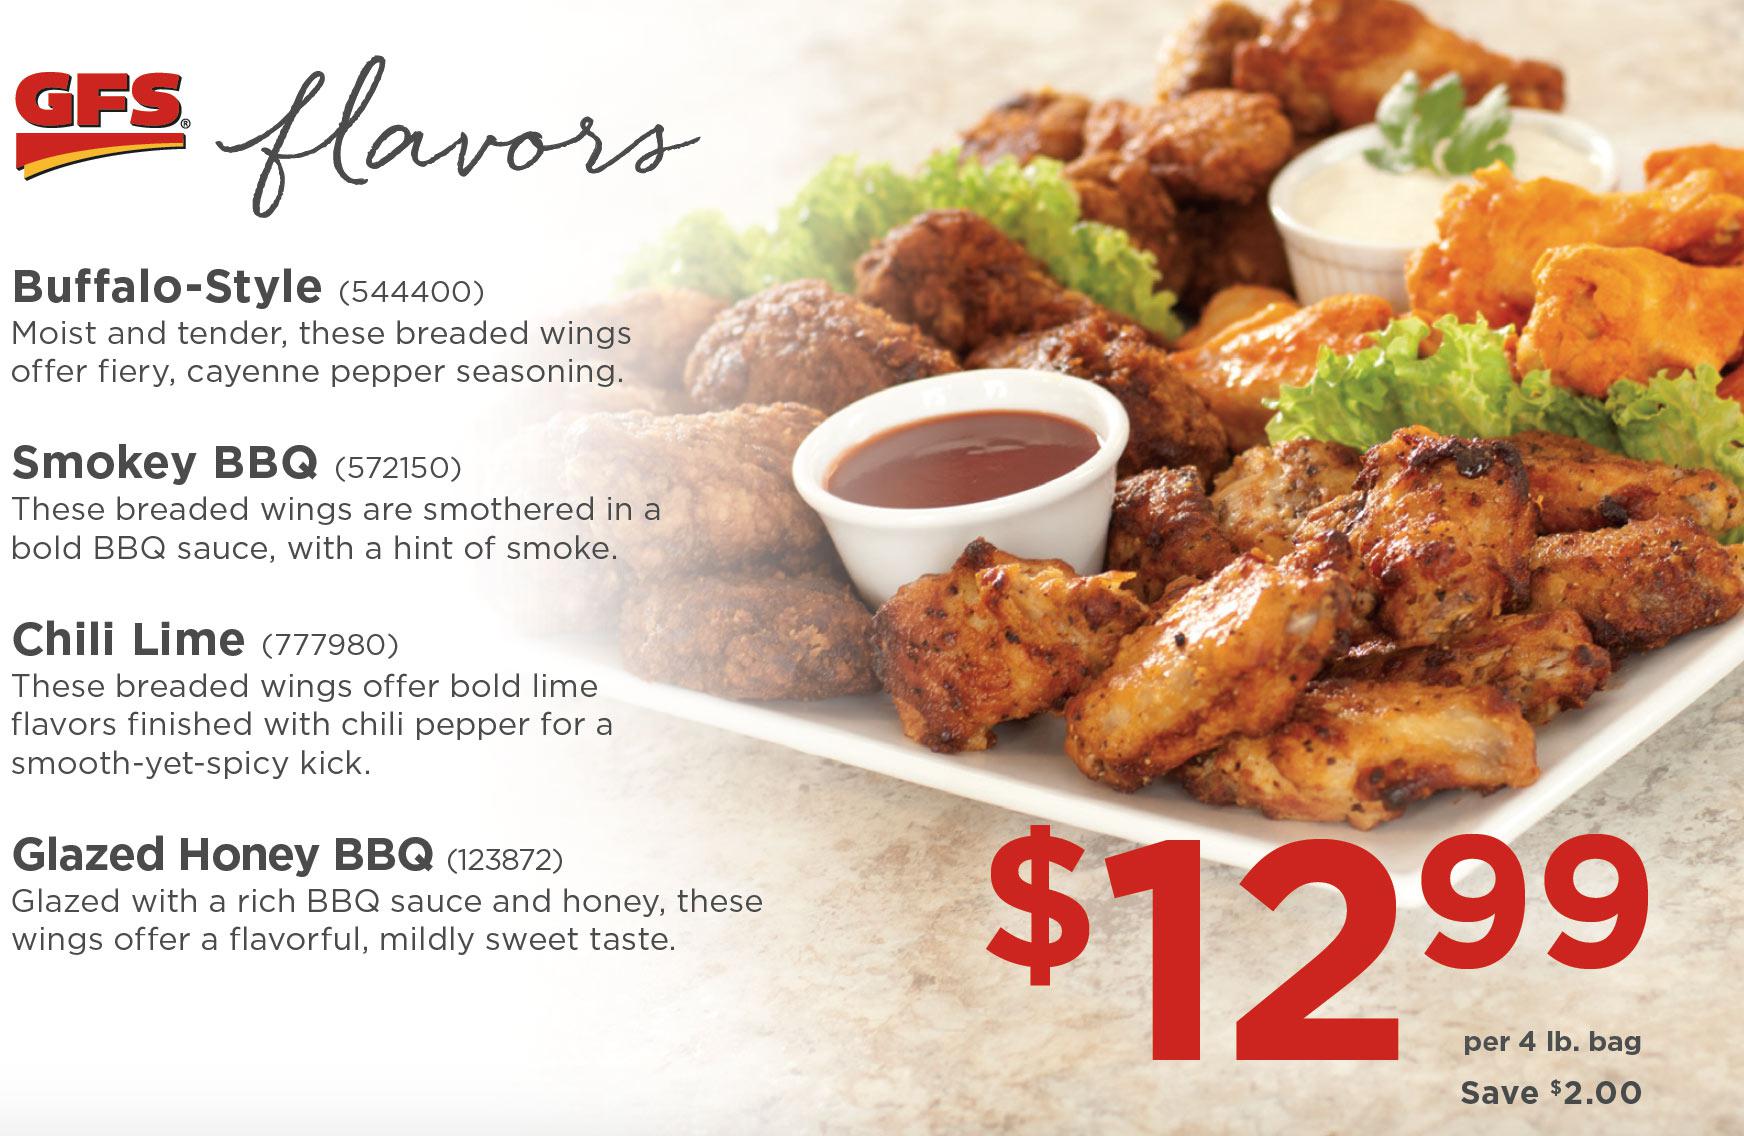 GFS®
flavors
Buffalo-Style (544400)
Moist and tender, these breaded wings
offer fiery, cayenne pepper seasoning.
Smokey BBQ (572150)
These breaded wings are smothered in a
bold BBQ sauce, with a hint of smoke.
Chili Lime (777980)
These breaded wings offer bold lime
flavors finished with chili pepper for a
smooth-yet-spicy kick.
Glazed Honey BBQ (123872)
Glazed with a rich BBQ sauce and honey, these
wings offer a flavorful, mildly sweet taste.
$12 99
per 4 lb. bag
Save $2.00